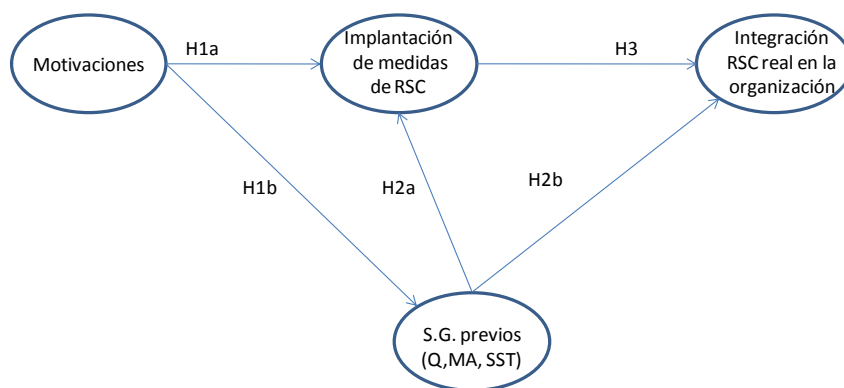 Motivaciones
H1a
Implantación
de medidas
de RSC
H3
Integración
RSC real en la
organización
H1b
H2a
H2b
S.G. previos
(Q,MA, SST)